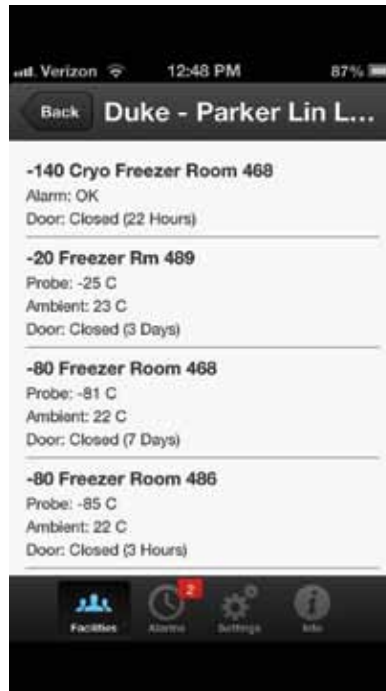 Verizon 12:48 PM 87%
Back Duke - Parker Lin L...
-140 Cryo Freezer Room 468
Alarm: OK
Door: Closed (22 Hours)
-20 Freezer Rm 489
Probe: -25 C
Ambient: 23 C
Door: Closed (3 Days)
-80 Freezer Room 468
Probe: -81 C
Ambient: 22 C
Door: Closed (7 Days)
-80 Freezer Room 486
Probe: -85 C
Ambient: 22 C
Door: Closed (3 Hours)
2
Facilities Alarms Settings Info